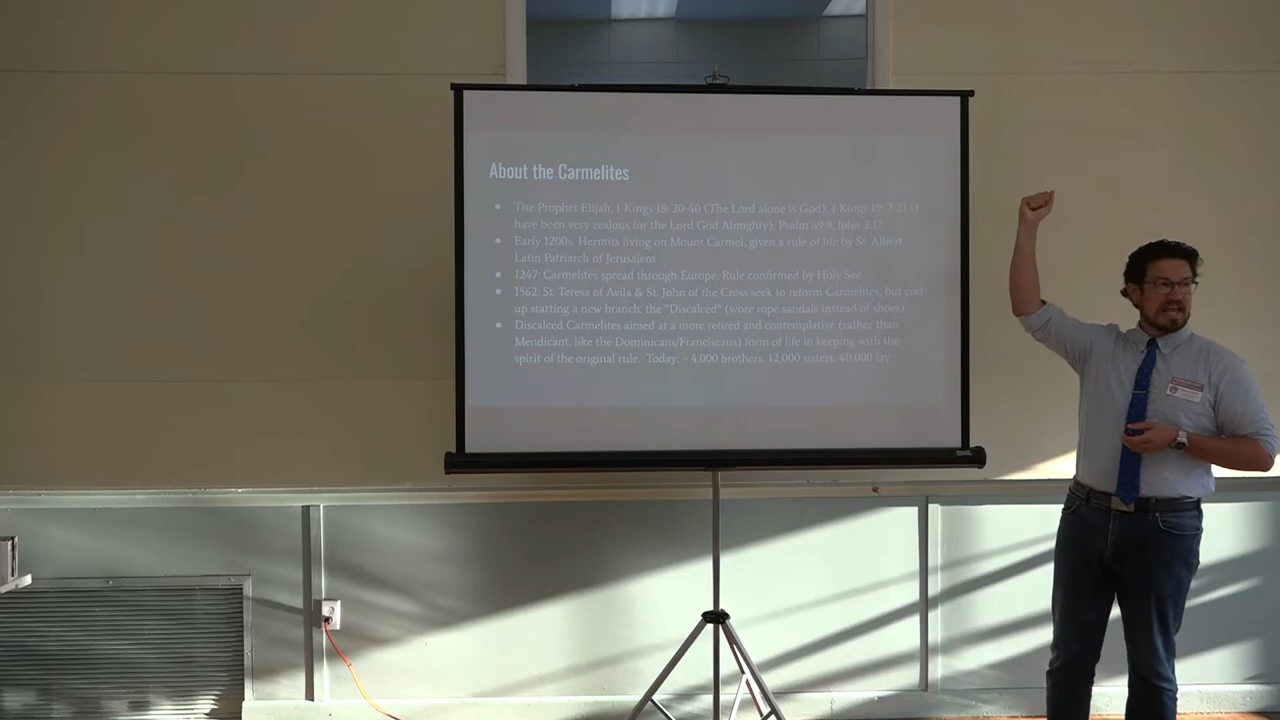 About the Carmelites
The Prophet Elijah, 1 Kings 18: 20-40 (The Lord alone is God); 1 Kings 19: 7-21 (I
have been very zealous for the Lord God Almighty); Psalm 69:9; John 2:17
Early 1200s: Hermits living on Mount Carmel, given a rule of life by St. Albert,
Latin Patriarch of Jerusalem
1247: Carmelites spread through Europe, Rule confirmed by Holy See
1562: St. Teresa of Avila & St. John of the Cross seek to reform Carmelites, but end
up starting a new branch, the "Discalced" (wore rope sandals instead of shoes)
Discalced Carmelites aimed at a more retired and contemplative (rather than
Mendicant, like the Dominicans/Franciscans) form of life in keeping with the
spirit of the original rule. Today: ~ 4,000 brothers, 12,000 sisters, 40,000 lay